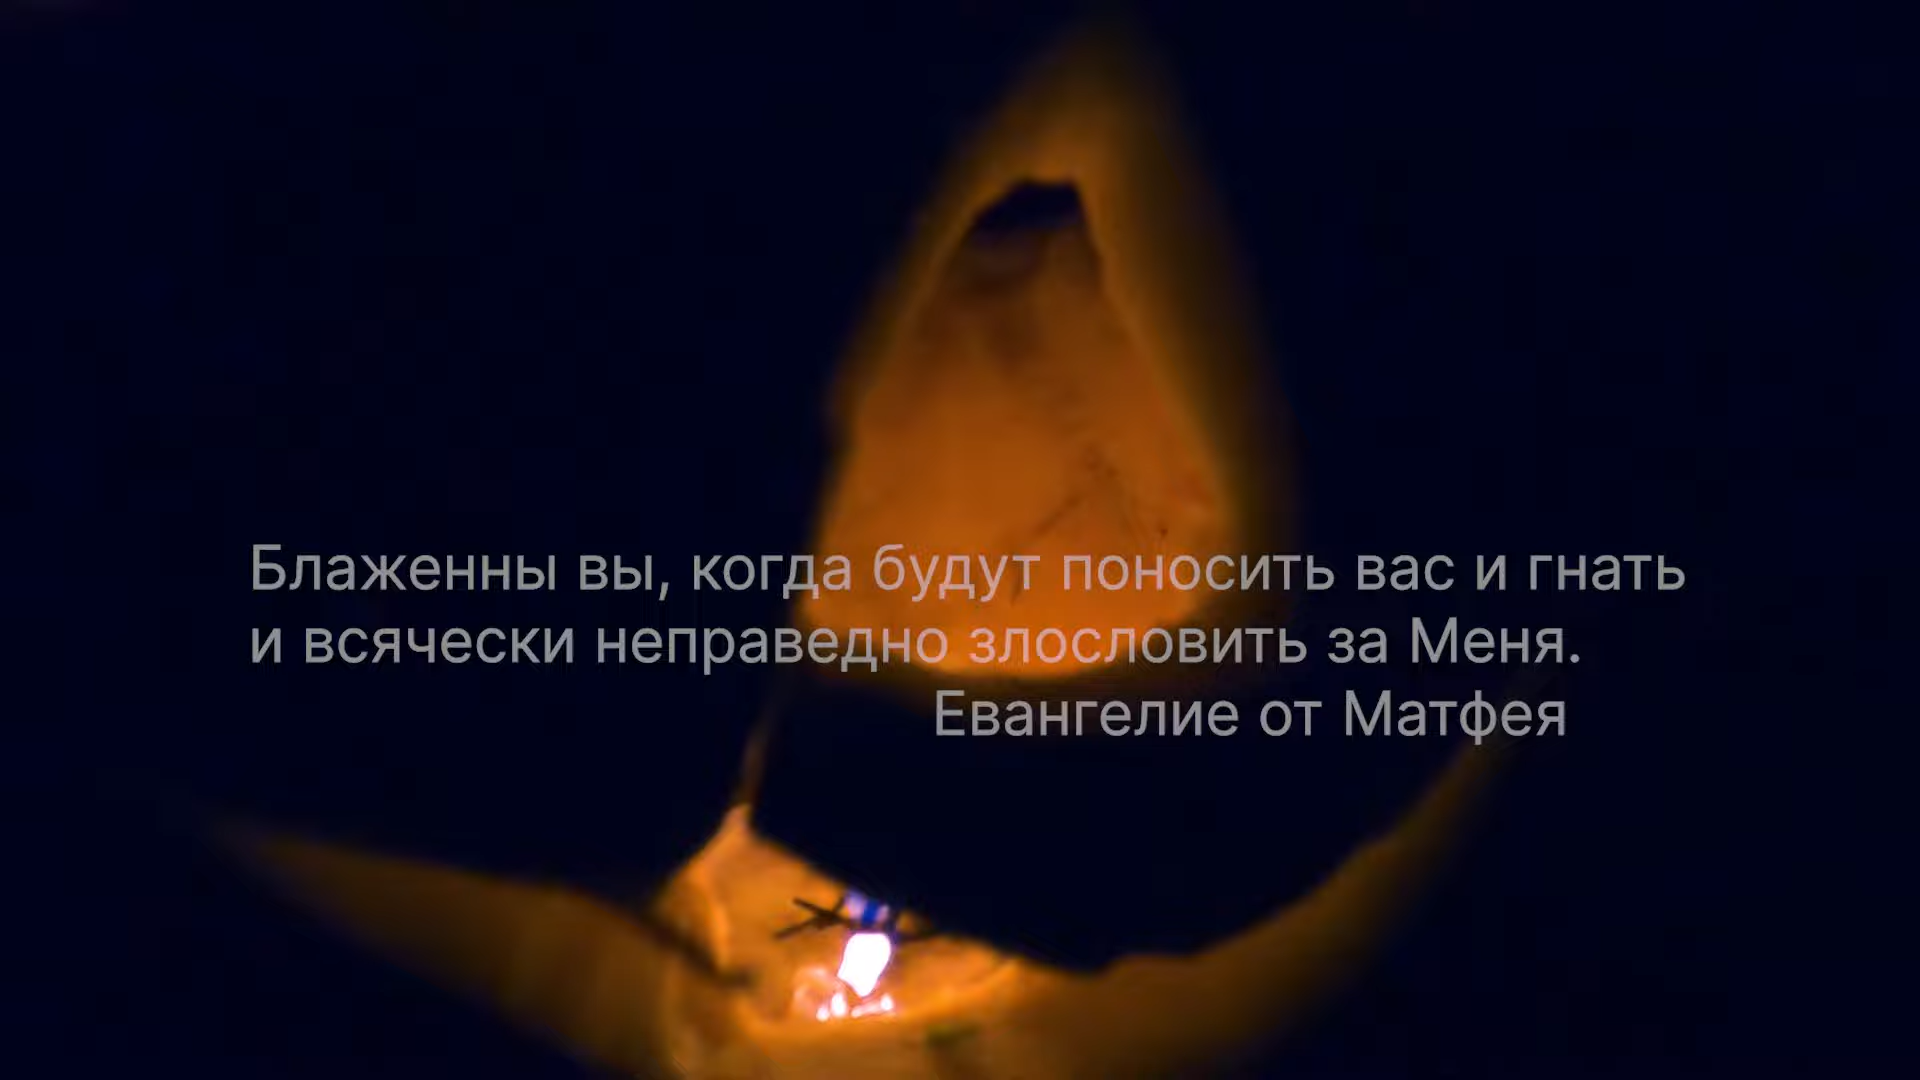 Блаженны вы, когда будут поносить вас и гнать
и всячески неправедно злословить за Меня.
Евангелие от Матфея